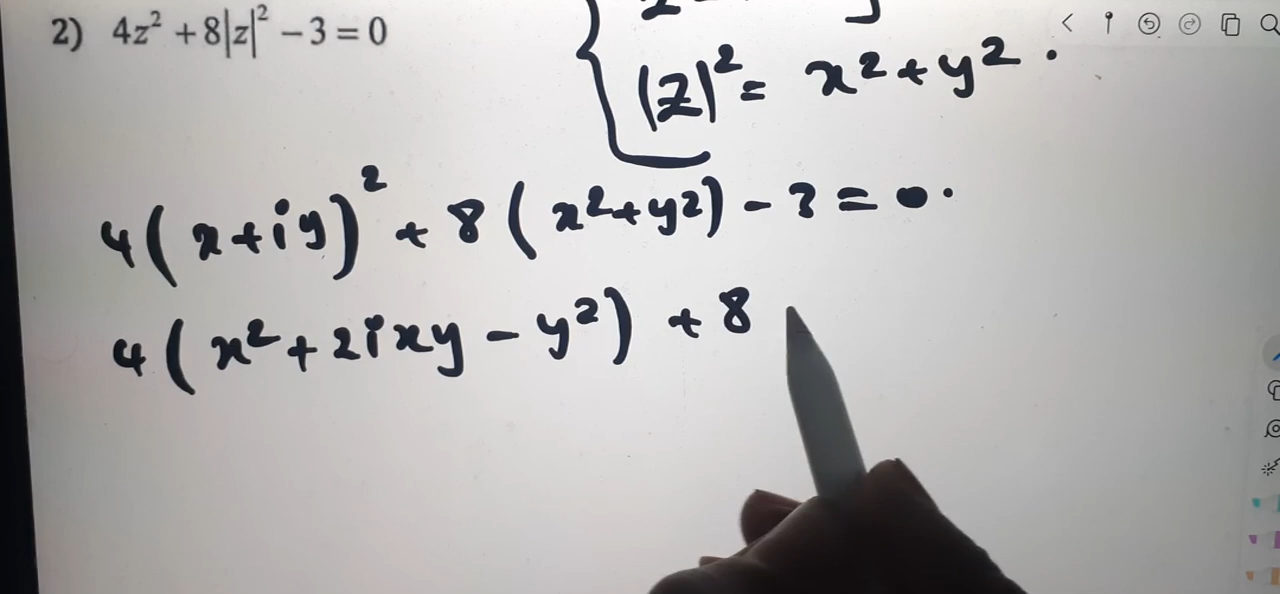 2) 4z² + 8|z|² - 3 = 0
|z|² = x² + y² .
4(x+iy)² + 8(x²+y²) - 3 = 0.
4(x² + 2ixy - y²) + 8